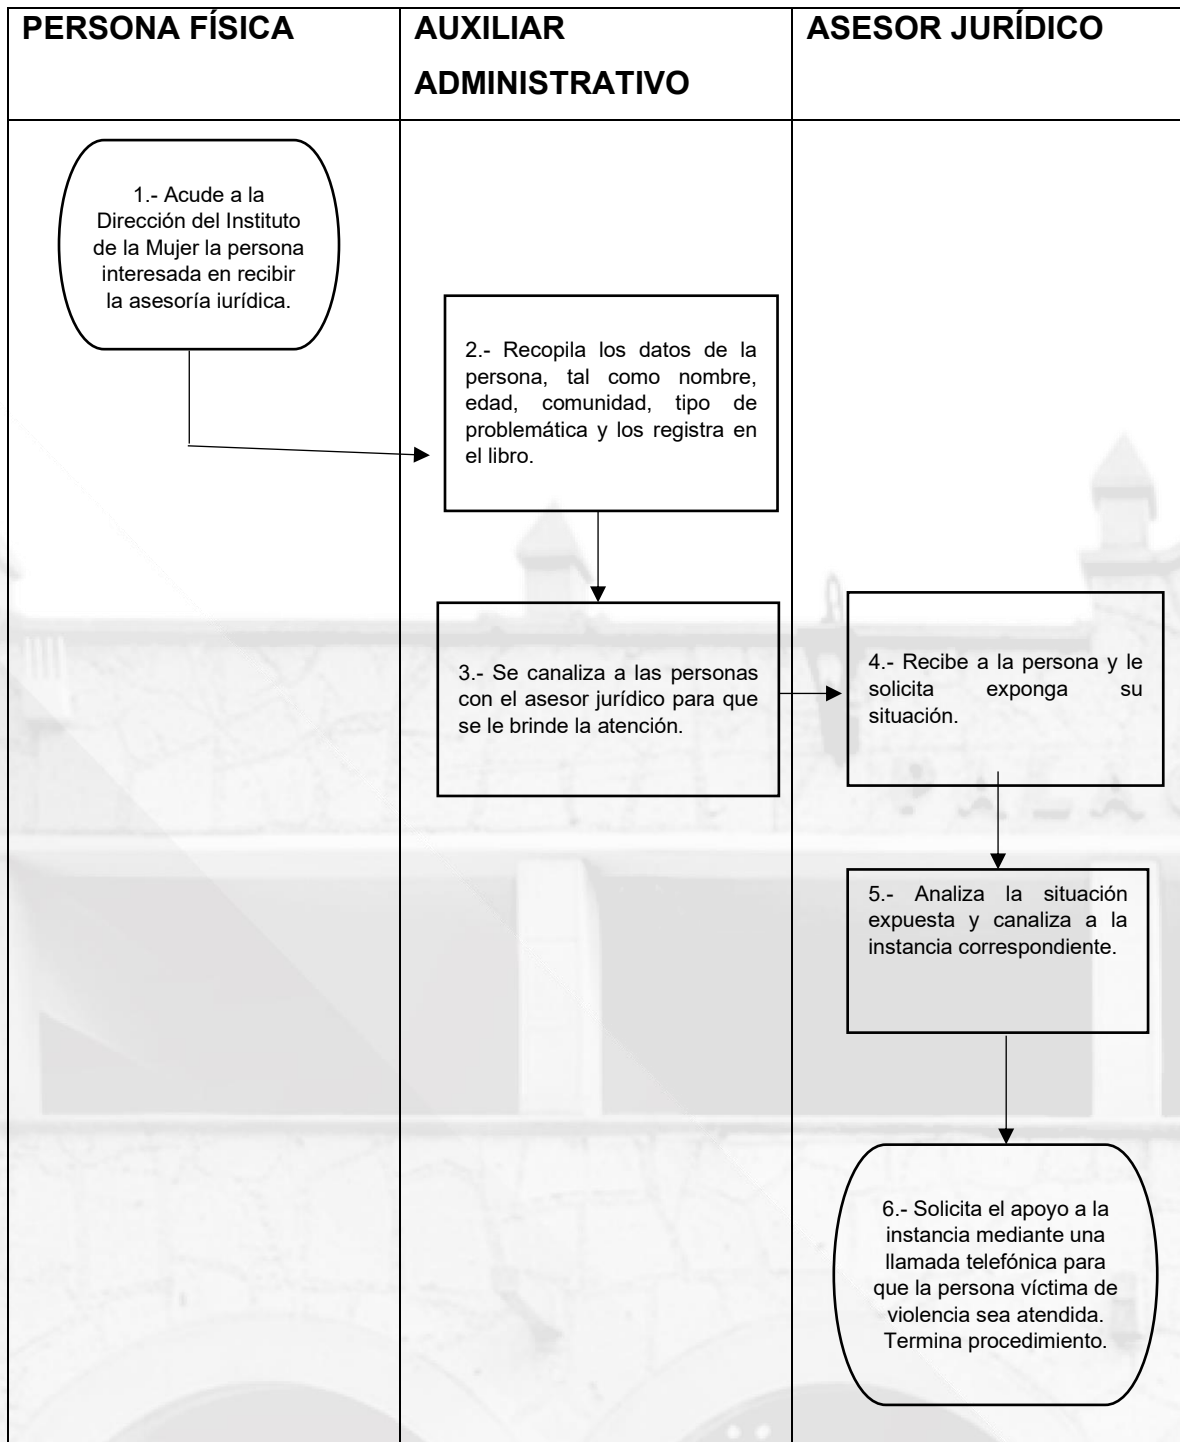 PERSONA FÍSICA
AUXILIAR
ADMINISTRATIVO
ASESOR JURÍDICO
1.- Acude a la
Dirección del Instituto
de la Mujer la persona
interesada en recibir
la asesoría iurídica.
2.- Recopila los datos de la
persona, tal como nombre,
edad, comunidad, tipo de
problemática y los registra en
el libro.
3.- Se canaliza a las personas
con el asesor jurídico para que
se le brinde la atención.
4.- Recibe a la persona y le
solicita exponga su
situación.
5.- Analiza la situación
expuesta y canaliza a la
instancia correspondiente.
6.- Solicita el apoyo a la
instancia mediante una
llamada telefónica para
que la persona víctima de
violencia sea atendida.
Termina procedimiento.